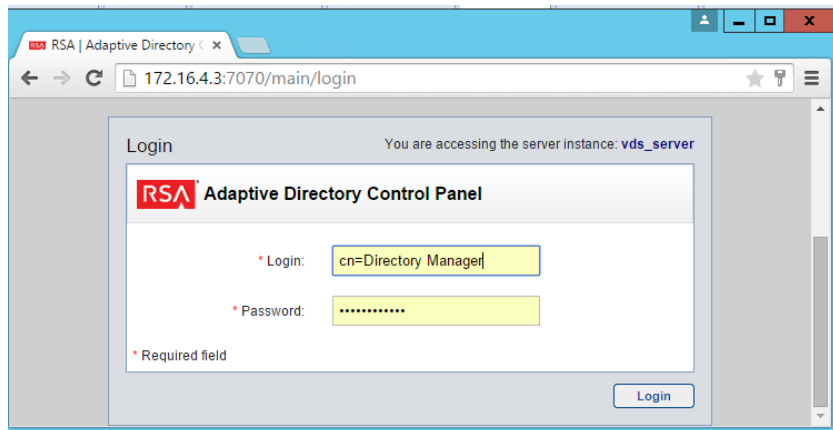 RSA RSA | Adaptive Directory C
172.16.4.3:7070/main/login
Login You are accessing the server instance: vds_server
RSA Adaptive Directory Control Panel
* Login: cn=Directory Manager
* Password: ••••••••••••
* Required field
Login